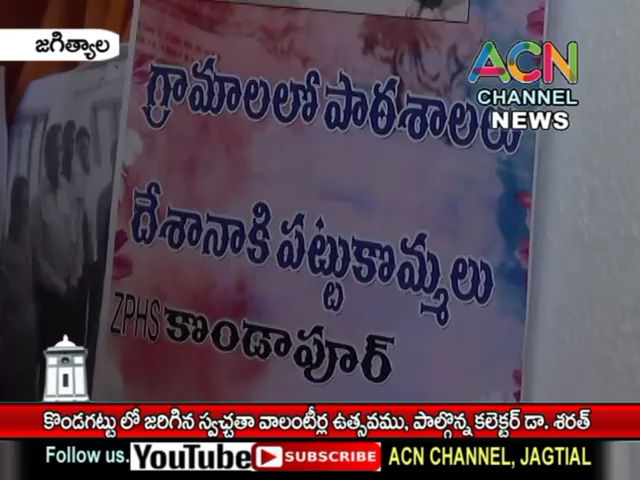 జగిత్యాల
ACN
CHANNEL
NEWS
గ్రామాలలో పాఠశాలలు
దేశానికి పట్టుకొమ్మలు
ZPHS కొండాపూర్
కొండగట్టు లో జరిగిన స్వచ్ఛతా వాలంటీర్ల ఉత్సవము, పాల్గొన్న కలెక్టర్ డా. శరత్
Follow us. YouTube SUBSCRIBE ACN CHANNEL, JAGTIAL